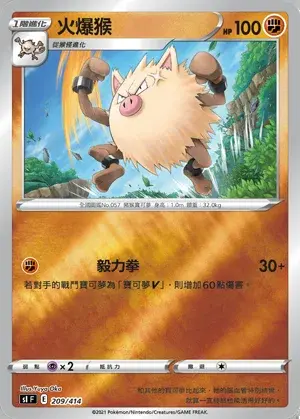 1階進化
火爆猴
HP 100
從猴怪進化
全國圖鑑No.057 豬猴寶可夢 身高：1.0m 體重：32.0kg
毅力拳 30+
若對手的戰鬥寶可夢為「寶可夢V」，則增加60點傷害。
弱點 ×2 抵抗力 撤退
Illus.Yuya Oka
sI F E 209/414
©2021 Pokémon/Nintendo/Creatures/GAME FREAK.